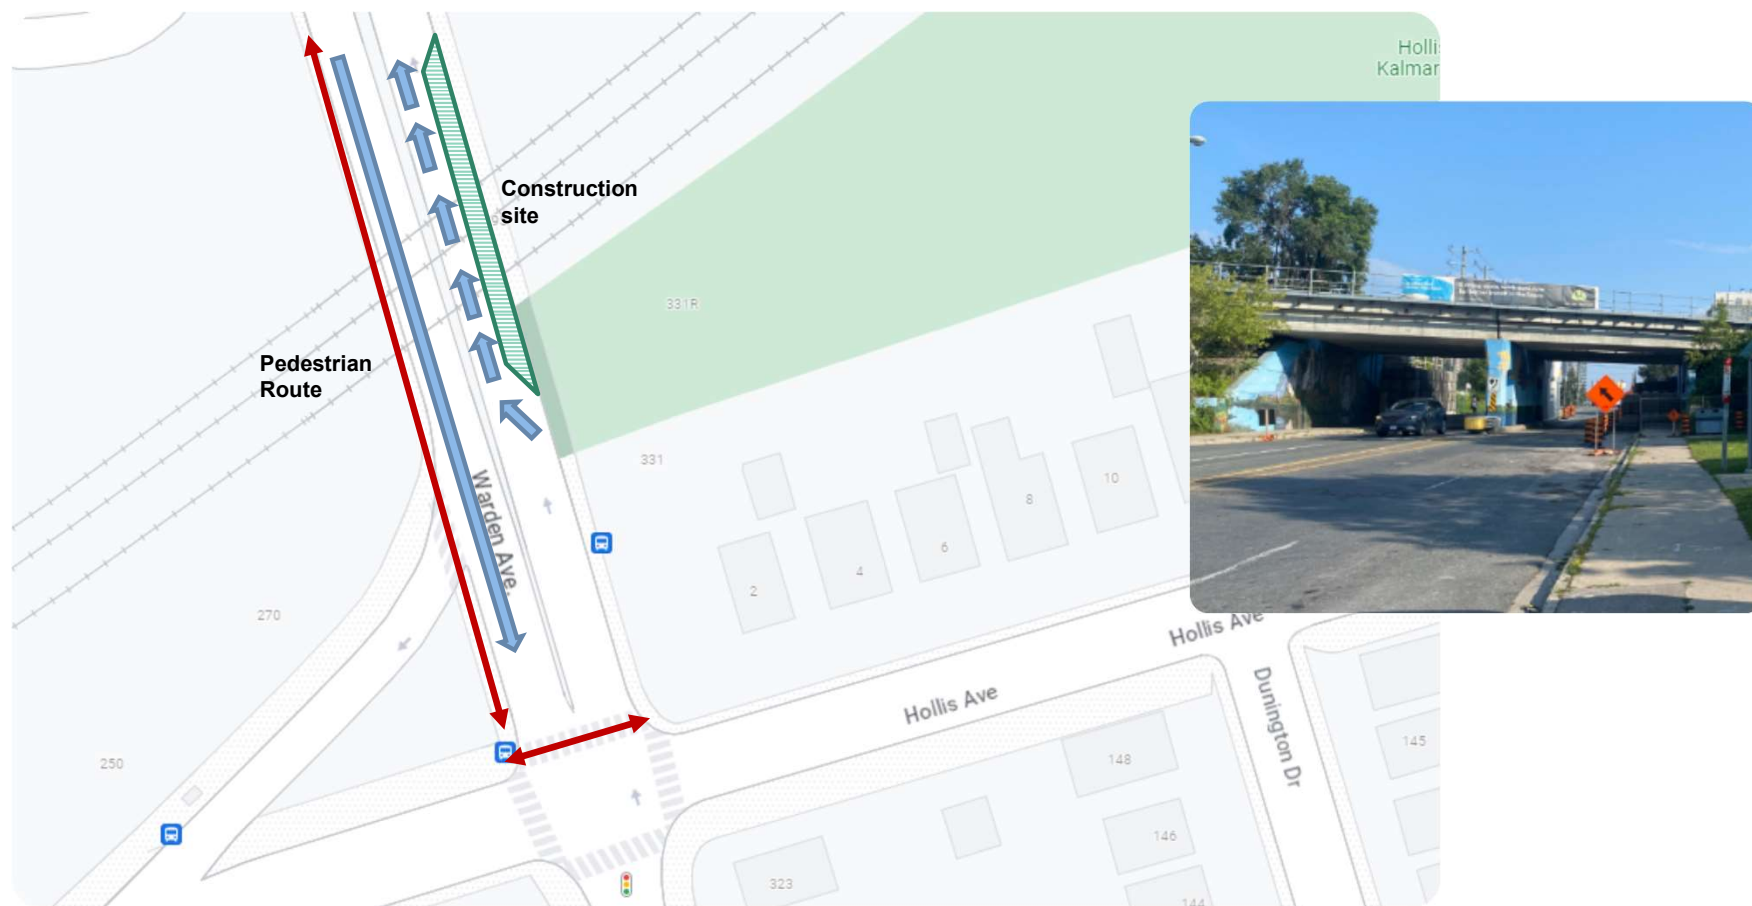 Hollis
Kalmar
Construction
site
331R
Pedestrian
Route
331
Warden Ave.
10
8
6
4
2
270
Hollis Ave
Hollis Ave
Dunington Dr
250
148
145
146
323
144